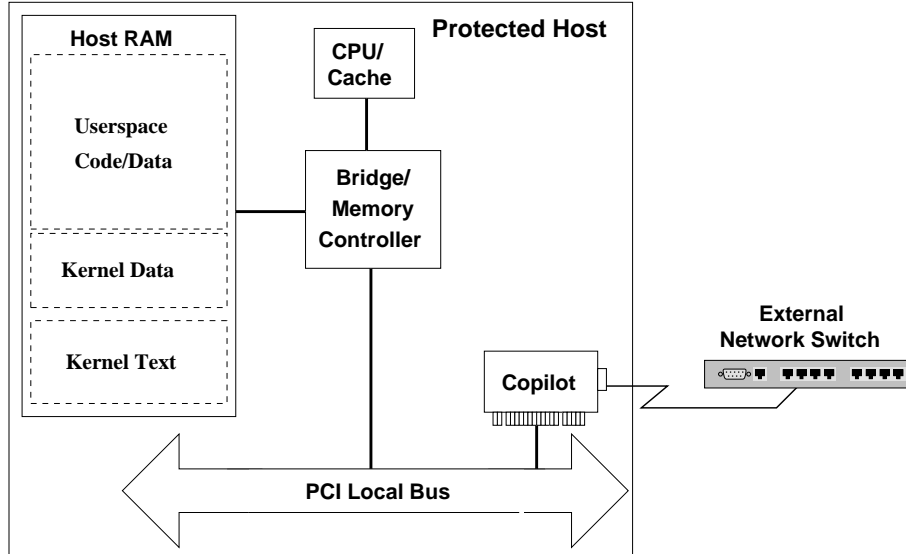 Protected Host
Host RAM
Userspace
Code/Data
Kernel Data
Kernel Text
CPU/
Cache
Bridge/
Memory
Controller
Copilot
PCI Local Bus
External
Network Switch